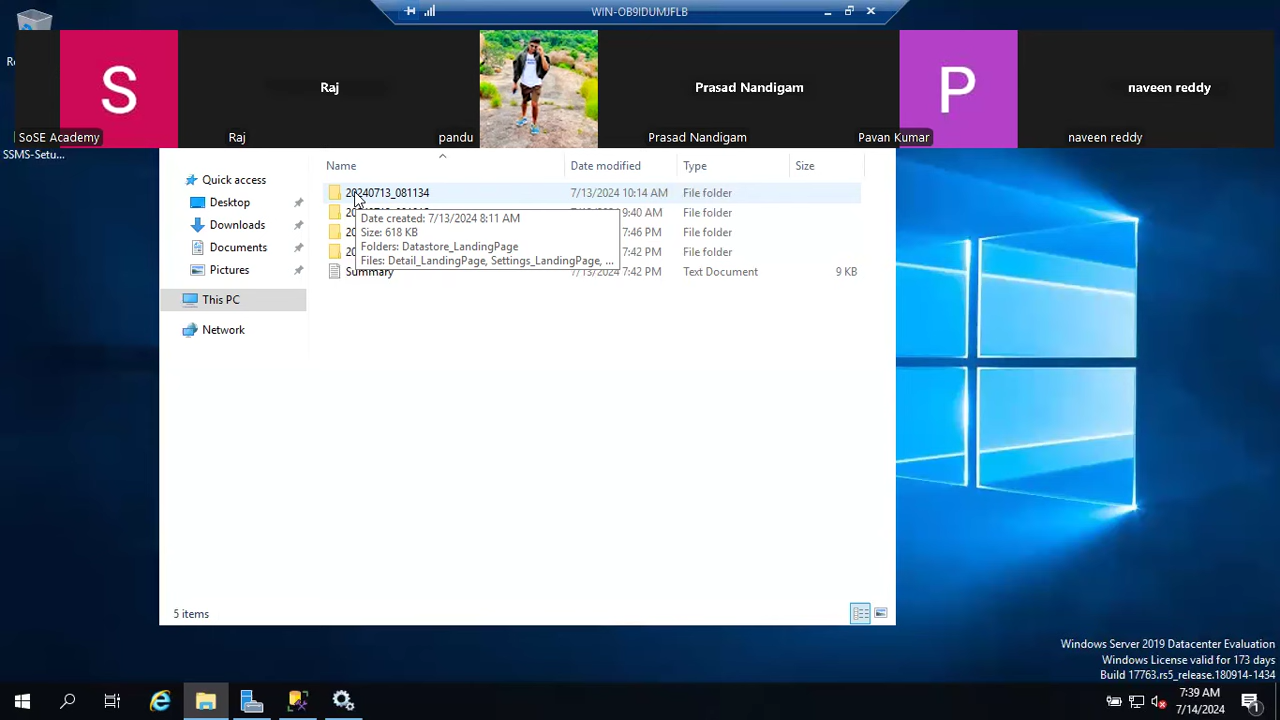 WIN-OB9IDUMJFLB
S
Raj
Prasad Nandigam
P
naveen reddy
SoSE Academy
Raj
pandu
Prasad Nandigam
Pavan Kumar
naveen reddy
SSMS-Setu...
Name
Date modified
Type
Size
Quick access
20240713_081134
7/13/2024 10:14 AM
File folder
Desktop
9:40 AM
File folder
Date created: 7/13/2024 8:11 AM
Downloads
Size: 618 KB
7:46 PM
File folder
Documents
Folders: Datastore_LandingPage
7:42 PM
File folder
Files: Detail_LandingPage, Settings_LandingPage, ...
Pictures
Summary
7/13/2024 7:42 PM
Text Document
9 KB
This PC
Network
5 items
Windows Server 2019 Datacenter Evaluation
Windows License valid for 173 days
Build 17763.rs5_release.180914-1434
7:39 AM
7/14/2024
1